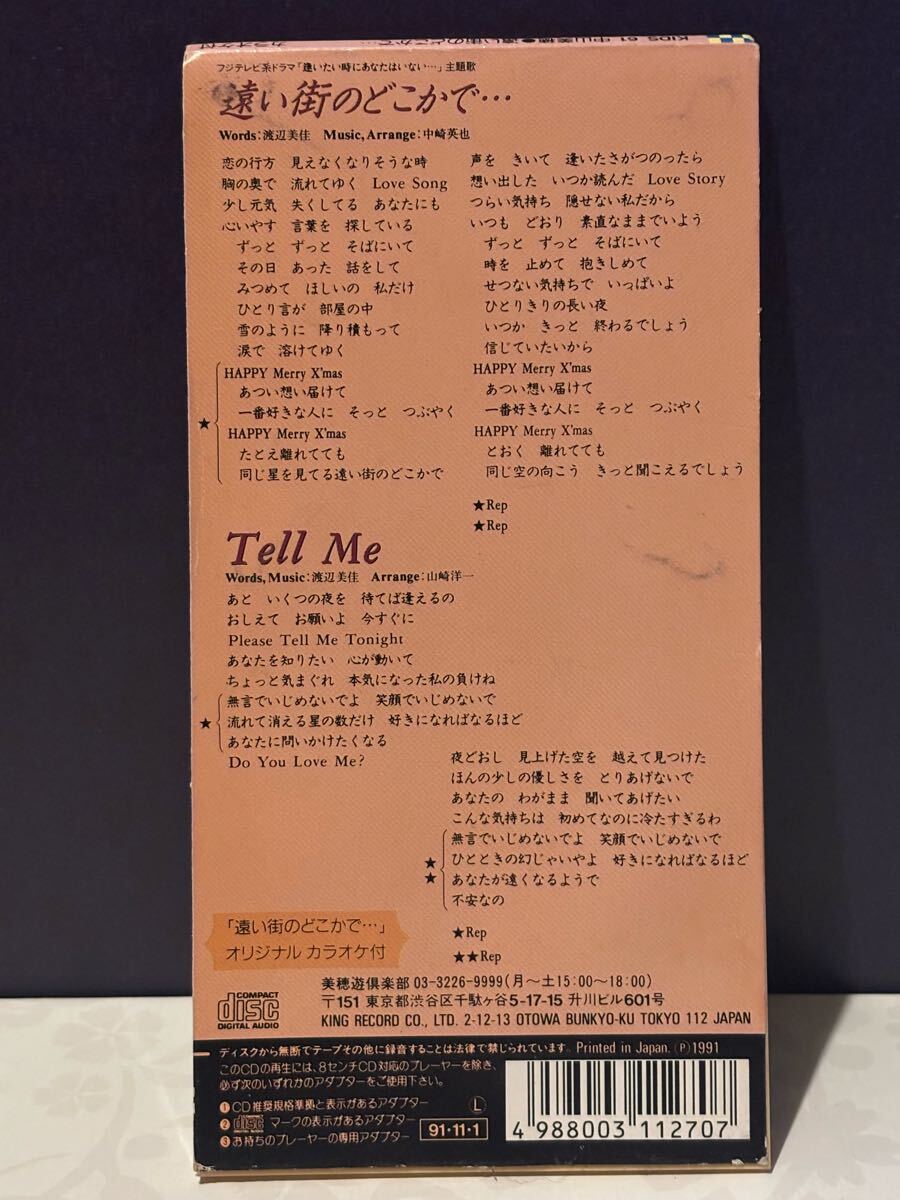 フジテレビ系ドラマ「逢いたい時にあなたはいない…」主題歌
遠い街のどこかで…
Words:渡辺美佳 Music, Arrange:中崎英也
恋の行方 見えなくなりそうな時
胸の奥で 流れてゆく Love Song
少し元気 失くしてる あなたにも
心いやす 言葉を 探している
ずっと ずっと そばにいて
その日 あった 話をして
みつめて ほしいの 私だけ
ひとり言が 部屋の中
雪のように 降り積もって
涙で 溶けてゆく
HAPPY Merry X'mas
あつい想い届けて
一番好きな人に そっと つぶやく
★
HAPPY Merry X'mas
たとえ離れてても
同じ星を見てる遠い街のどこかで
声を きいて 逢いたさがつのったら
想い出した いつか読んだ Love Story
つらい気持ち 隠せない私だから
いつも どおり 素直なままでいよう
ずっと ずっと そばにいて
時を 止めて 抱きしめて
せつない気持ちで いっぱいよ
ひとりきりの長い夜
いつか きっと 終わるでしょう
信じていたいから
HAPPY Merry X'mas
あつい想い届けて
一番好きな人に そっと つぶやく
HAPPY Merry X'mas
とおく 離れてても
同じ空の向こう きっと聞こえるでしょう
★Rep
★Rep
Tell Me
Words, Music:渡辺美佳 Arrange:山崎洋一
あと いくつの夜を 待てば逢えるの
おしえて お願いよ 今すぐに
Please Tell Me Tonight
あなたを知りたい 心が動いて
ちょっと気まぐれ 本気になった私の負けね
無言でいじめないでよ 笑顔でいじめないで
★
流れて消える星の数だけ 好きになればなるほど
あなたに問いかけたくなる
Do You Love Me?
夜どおし 見上げた空を 越えて見つけた
ほんの少しの優しさを とりあげないで
あなたの わがまま 聞いてあげたい
こんな気持ちは 初めてなのに冷たすぎるわ
無言でいじめないでよ 笑顔でいじめないで
★
★
ひとときの幻じゃいやよ 好きになればなるほど
あなたが遠くなるようで
不安なの
★Rep
★★Rep
「遠い街のどこかで…」
オリジナル カラオケ付
COMPACT
disc
DIGITAL AUDIO
美穂遊倶楽部 03-3226-9999(月～土15:00～18:00)
〒151 東京都渋谷区千駄ヶ谷5-17-15 升川ビル601号
KING RECORD CO., LTD. 2-12-13 OTOWA BUNKYO-KU TOKYO 112 JAPAN
ディスクから無断でテープその他に録音することは法律で禁じられています。 Printed in Japan. Ⓟ1991
このCDの再生には、8センチCD対応のプレーヤーを除き、
必ず次のいずれかのアダプターをご使用下さい。
①CD推奨規格準拠と表示があるアダプター
②disc マークの表示があるアダプター
③お持ちのプレーヤーの専用アダプター
Ⓛ
91・11・1
4 988003 112707